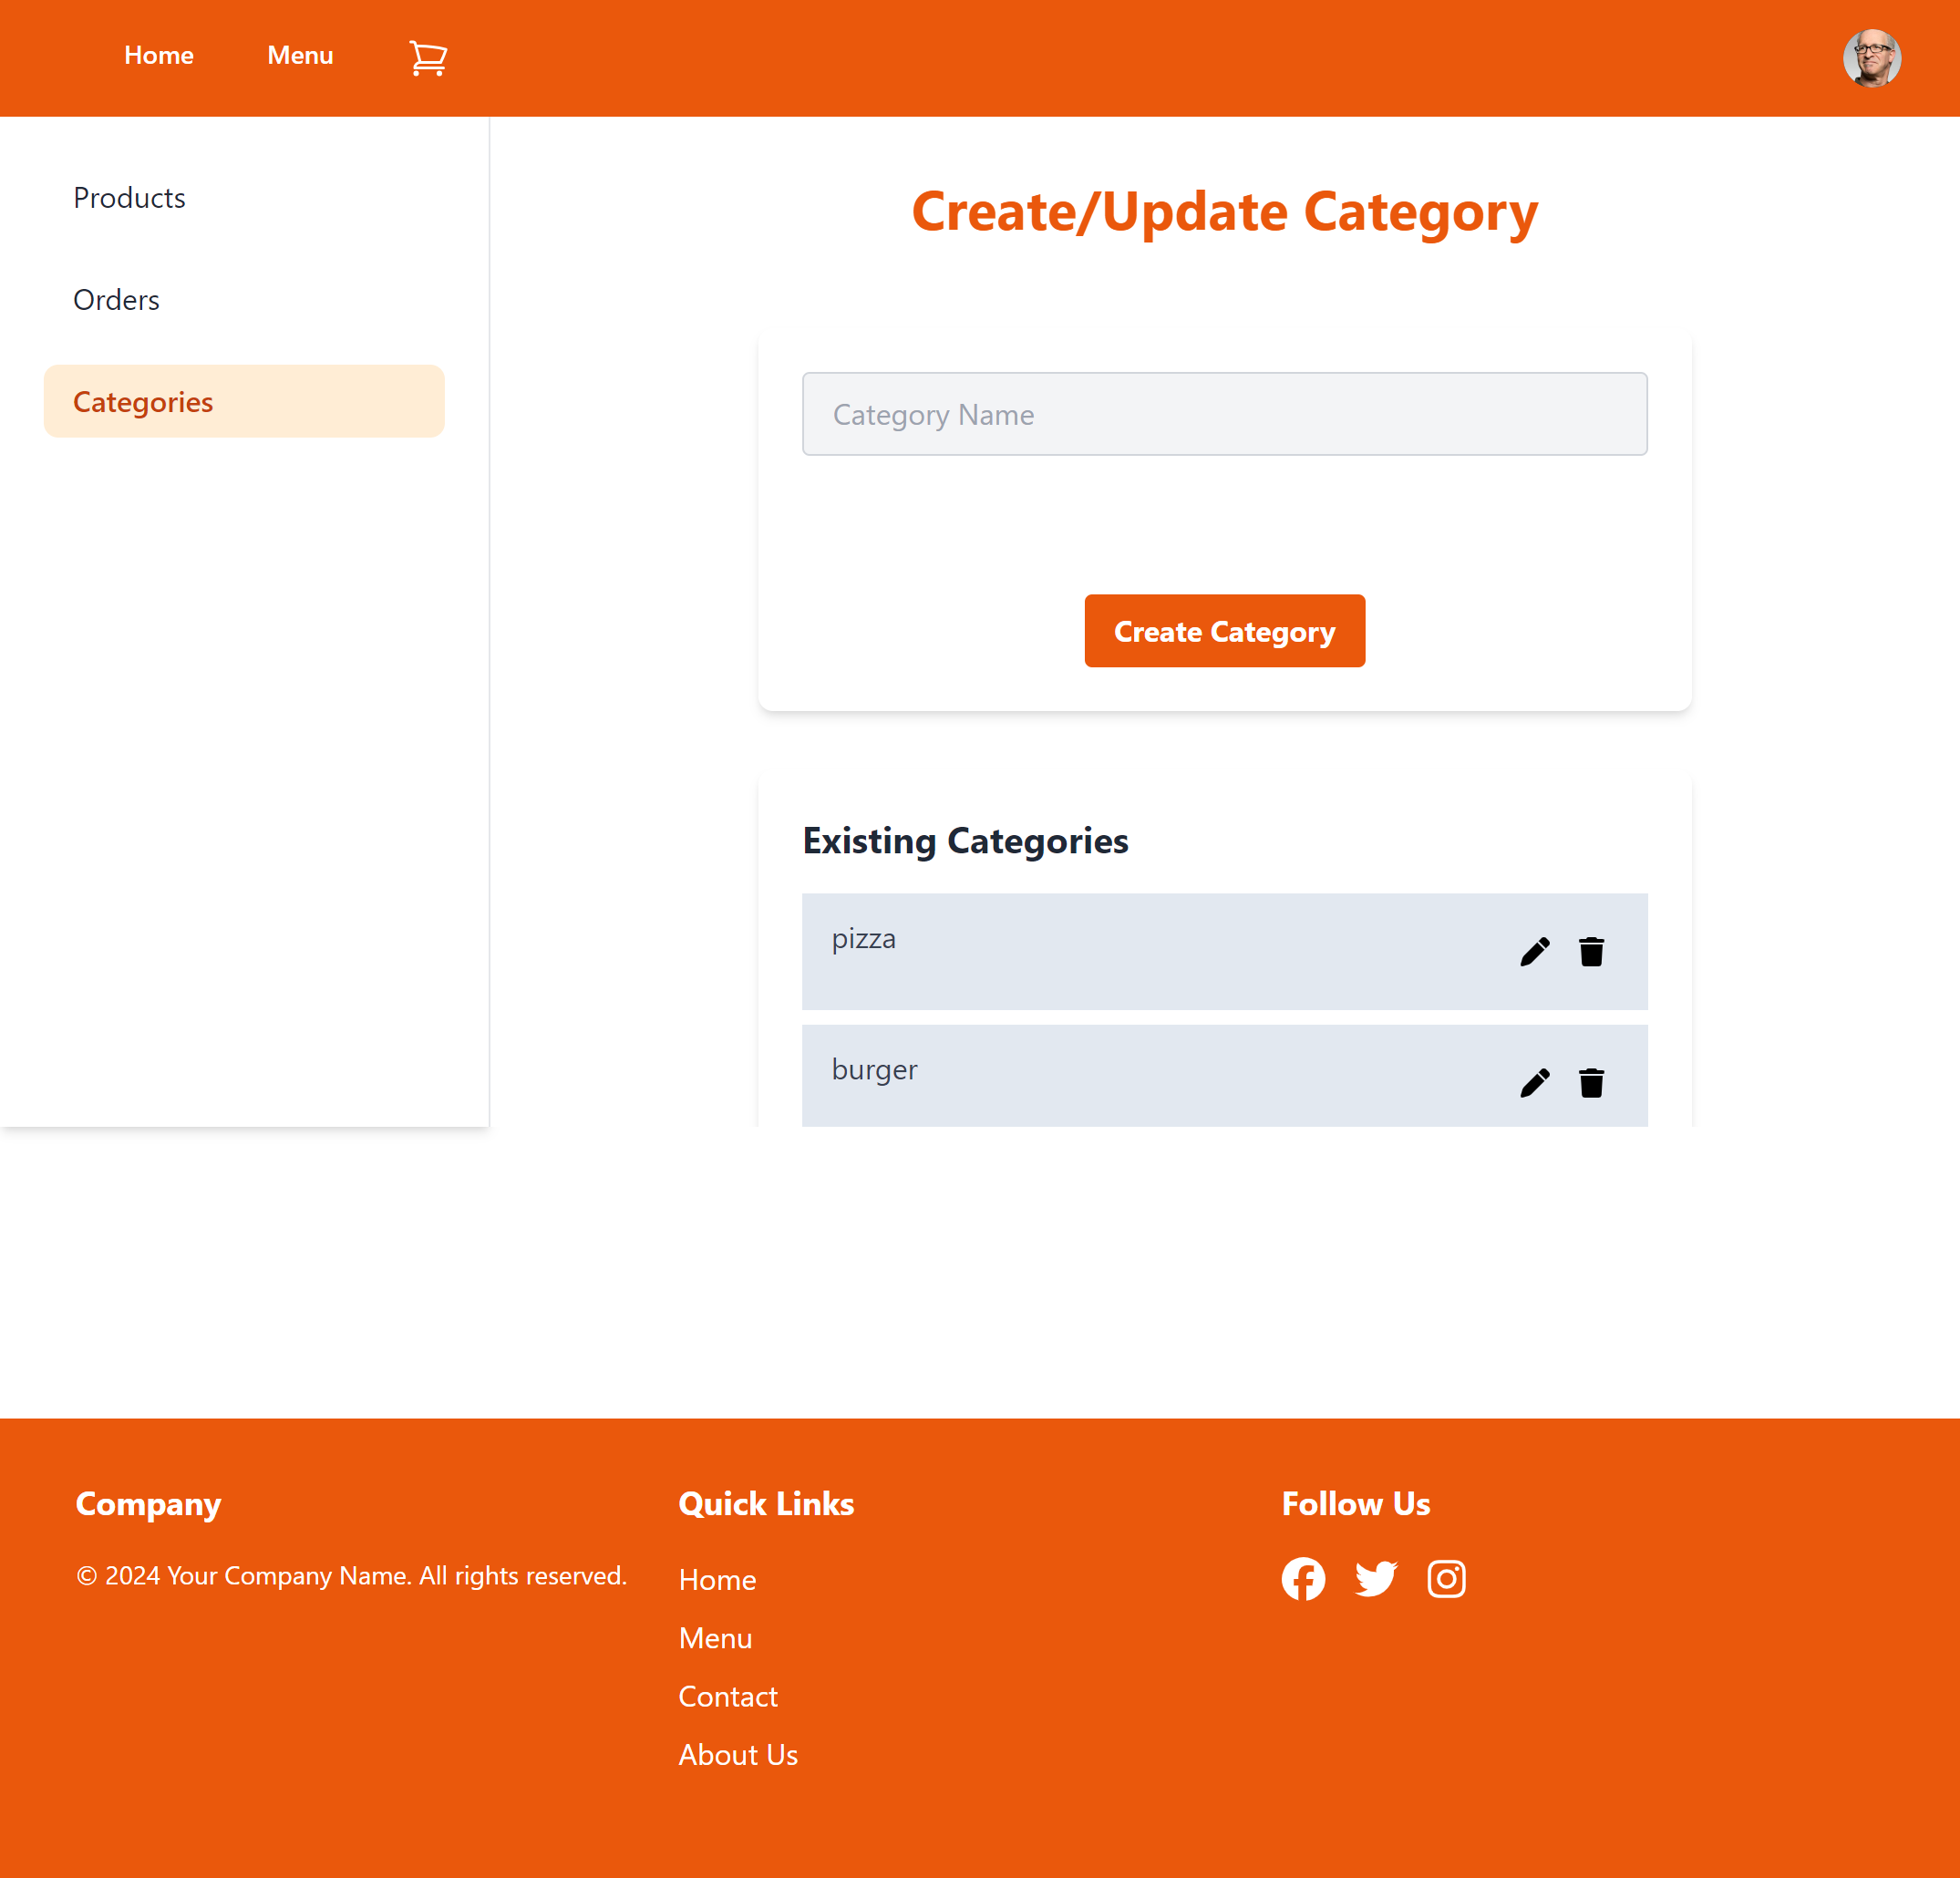 Home
Menu
Products
Orders
Categories
Create/Update Category
Category Name
Create Category
Existing Categories
pizza
burger
Company
© 2024 Your Company Name. All rights reserved.
Quick Links
Home
Menu
Contact
About Us
Follow Us